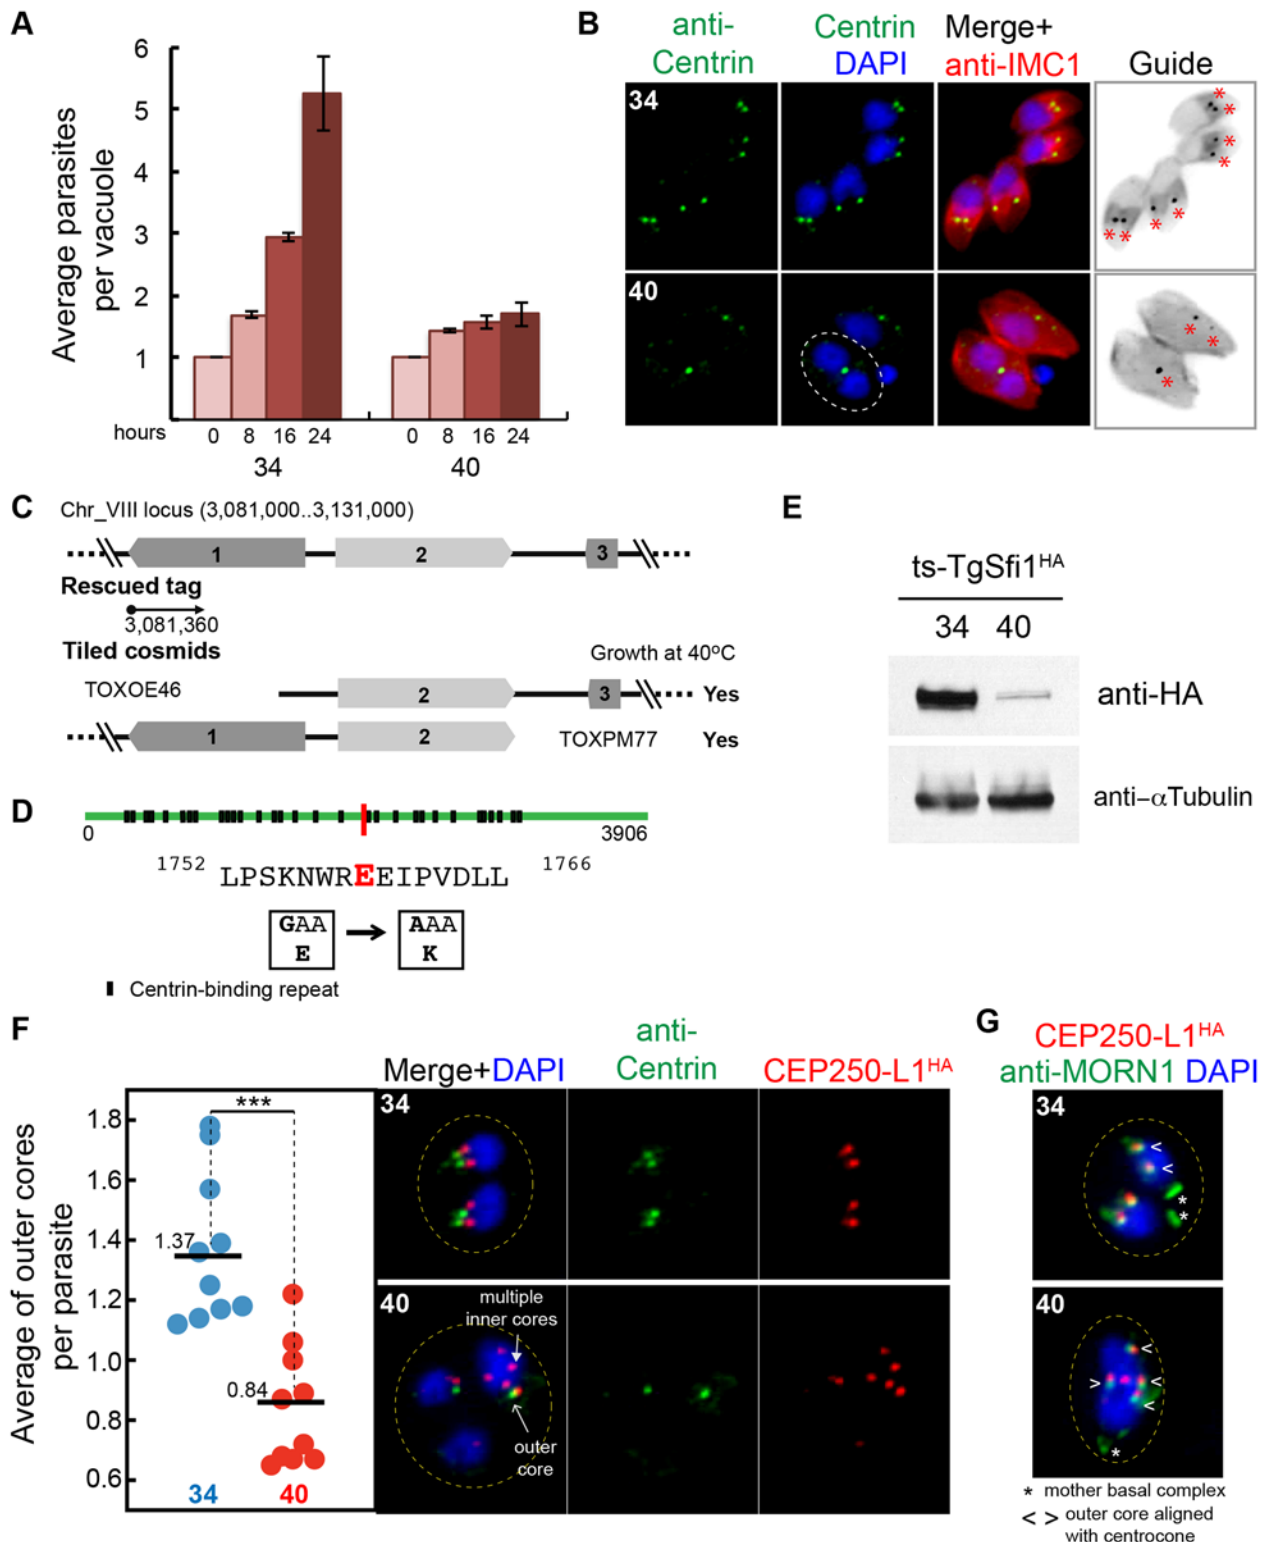 A
Average parasites
per vacuole
6
5
4
3
2
1
hours
0 8 16 24 0 8 16 24
34 40
B
anti-
Centrin
Centrin
DAPI
Merge+
anti-IMC1
Guide
34
* * * * * * * *
40
* * *
C
Chr_VIII locus (3,081,000..3,131,000)
1 2 3
Rescued tag
3,081,360
Tiled cosmids
Growth at 40ºC
TOXOE46
2 3 Yes
1 2 TOXPM77 Yes
D
0 3906
1752 LPSKNWREEIPVDLL 1766
GAA AAA
E K
Centrin-binding repeat
E
ts-TgSfi1HA
34 40
anti-HA
anti–αTubulin
F
Average of outer cores
per parasite
1.8
1.6
1.4
1.2
1.0
0.8
0.6
***
1.37
0.84
34 40
Merge+DAPI
anti-
Centrin
CEP250-L1HA
34
40
multiple
inner cores
outer
core
G
CEP250-L1HA
anti-MORN1 DAPI
34
<
<
*
*
40
<
> <
<
*
* mother basal complex
< > outer core aligned
with centrocone